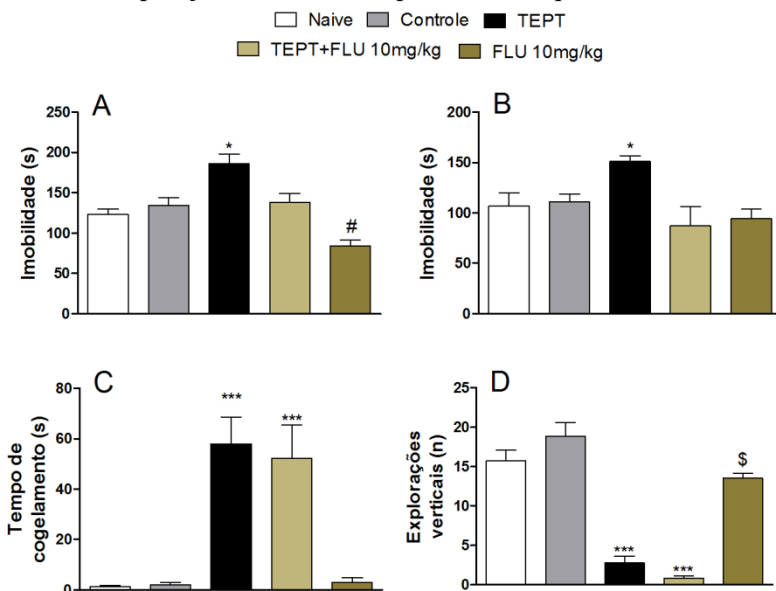 Naive Controle TEPT
TEPT+FLU 10mg/kg FLU 10mg/kg
A
Imobilidade (s)
250
200
150
100
50
0
*
#
B
Imobilidade (s)
200
150
100
50
0
*
C
Tempo de
cogelamento (s)
80
60
40
20
0
***
***
D
Explorações
verticais (n)
25
20
15
10
5
0
***
***
$